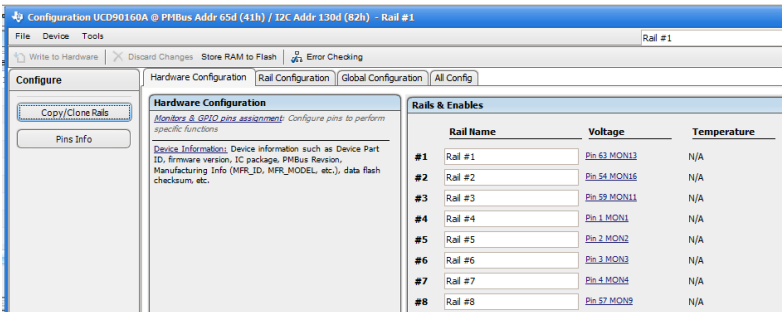 Configuration UCD90160A @ PMBus Addr 65d (41h) / I2C Addr 130d (82h) - Rail #1
File Device Tools
Rail #1
Write to Hardware Discard Changes Store RAM to Flash Error Checking
Configure
Copy/Clone Rails
Pins Info
Hardware Configuration Rail Configuration Global Configuration All Config
Hardware Configuration
Monitors & GPIO pins assignment: Configure pins to perform
specific functions
Device Information: Device information such as Device Part
ID, firmware version, IC package, PMBus Revsion,
Manufacturing Info (MFR_ID, MFR_MODEL, etc.), data flash
checksum, etc.
Rails & Enables
Rail Name Voltage Temperature
#1 Rail #1 Pin 63 MON13 N/A
#2 Rail #2 Pin 54 MON16 N/A
#3 Rail #3 Pin 59 MON11 N/A
#4 Rail #4 Pin 1 MON1 N/A
#5 Rail #5 Pin 2 MON2 N/A
#6 Rail #6 Pin 3 MON3 N/A
#7 Rail #7 Pin 4 MON4 N/A
#8 Rail #8 Pin 57 MON9 N/A